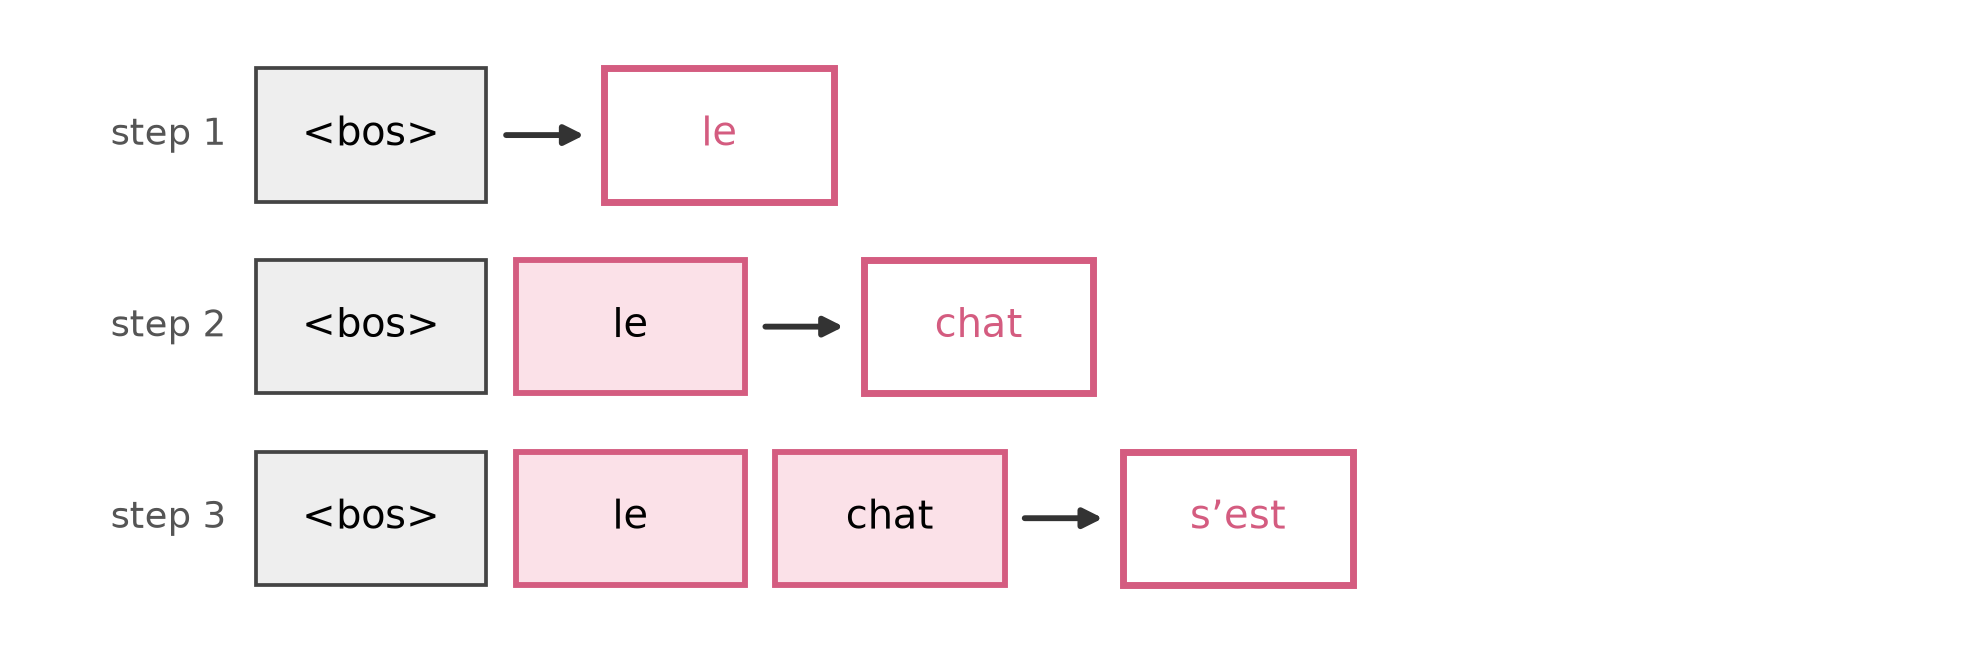 step 1 <bos> le
step 2 <bos> le chat
step 3 <bos> le chat s’est